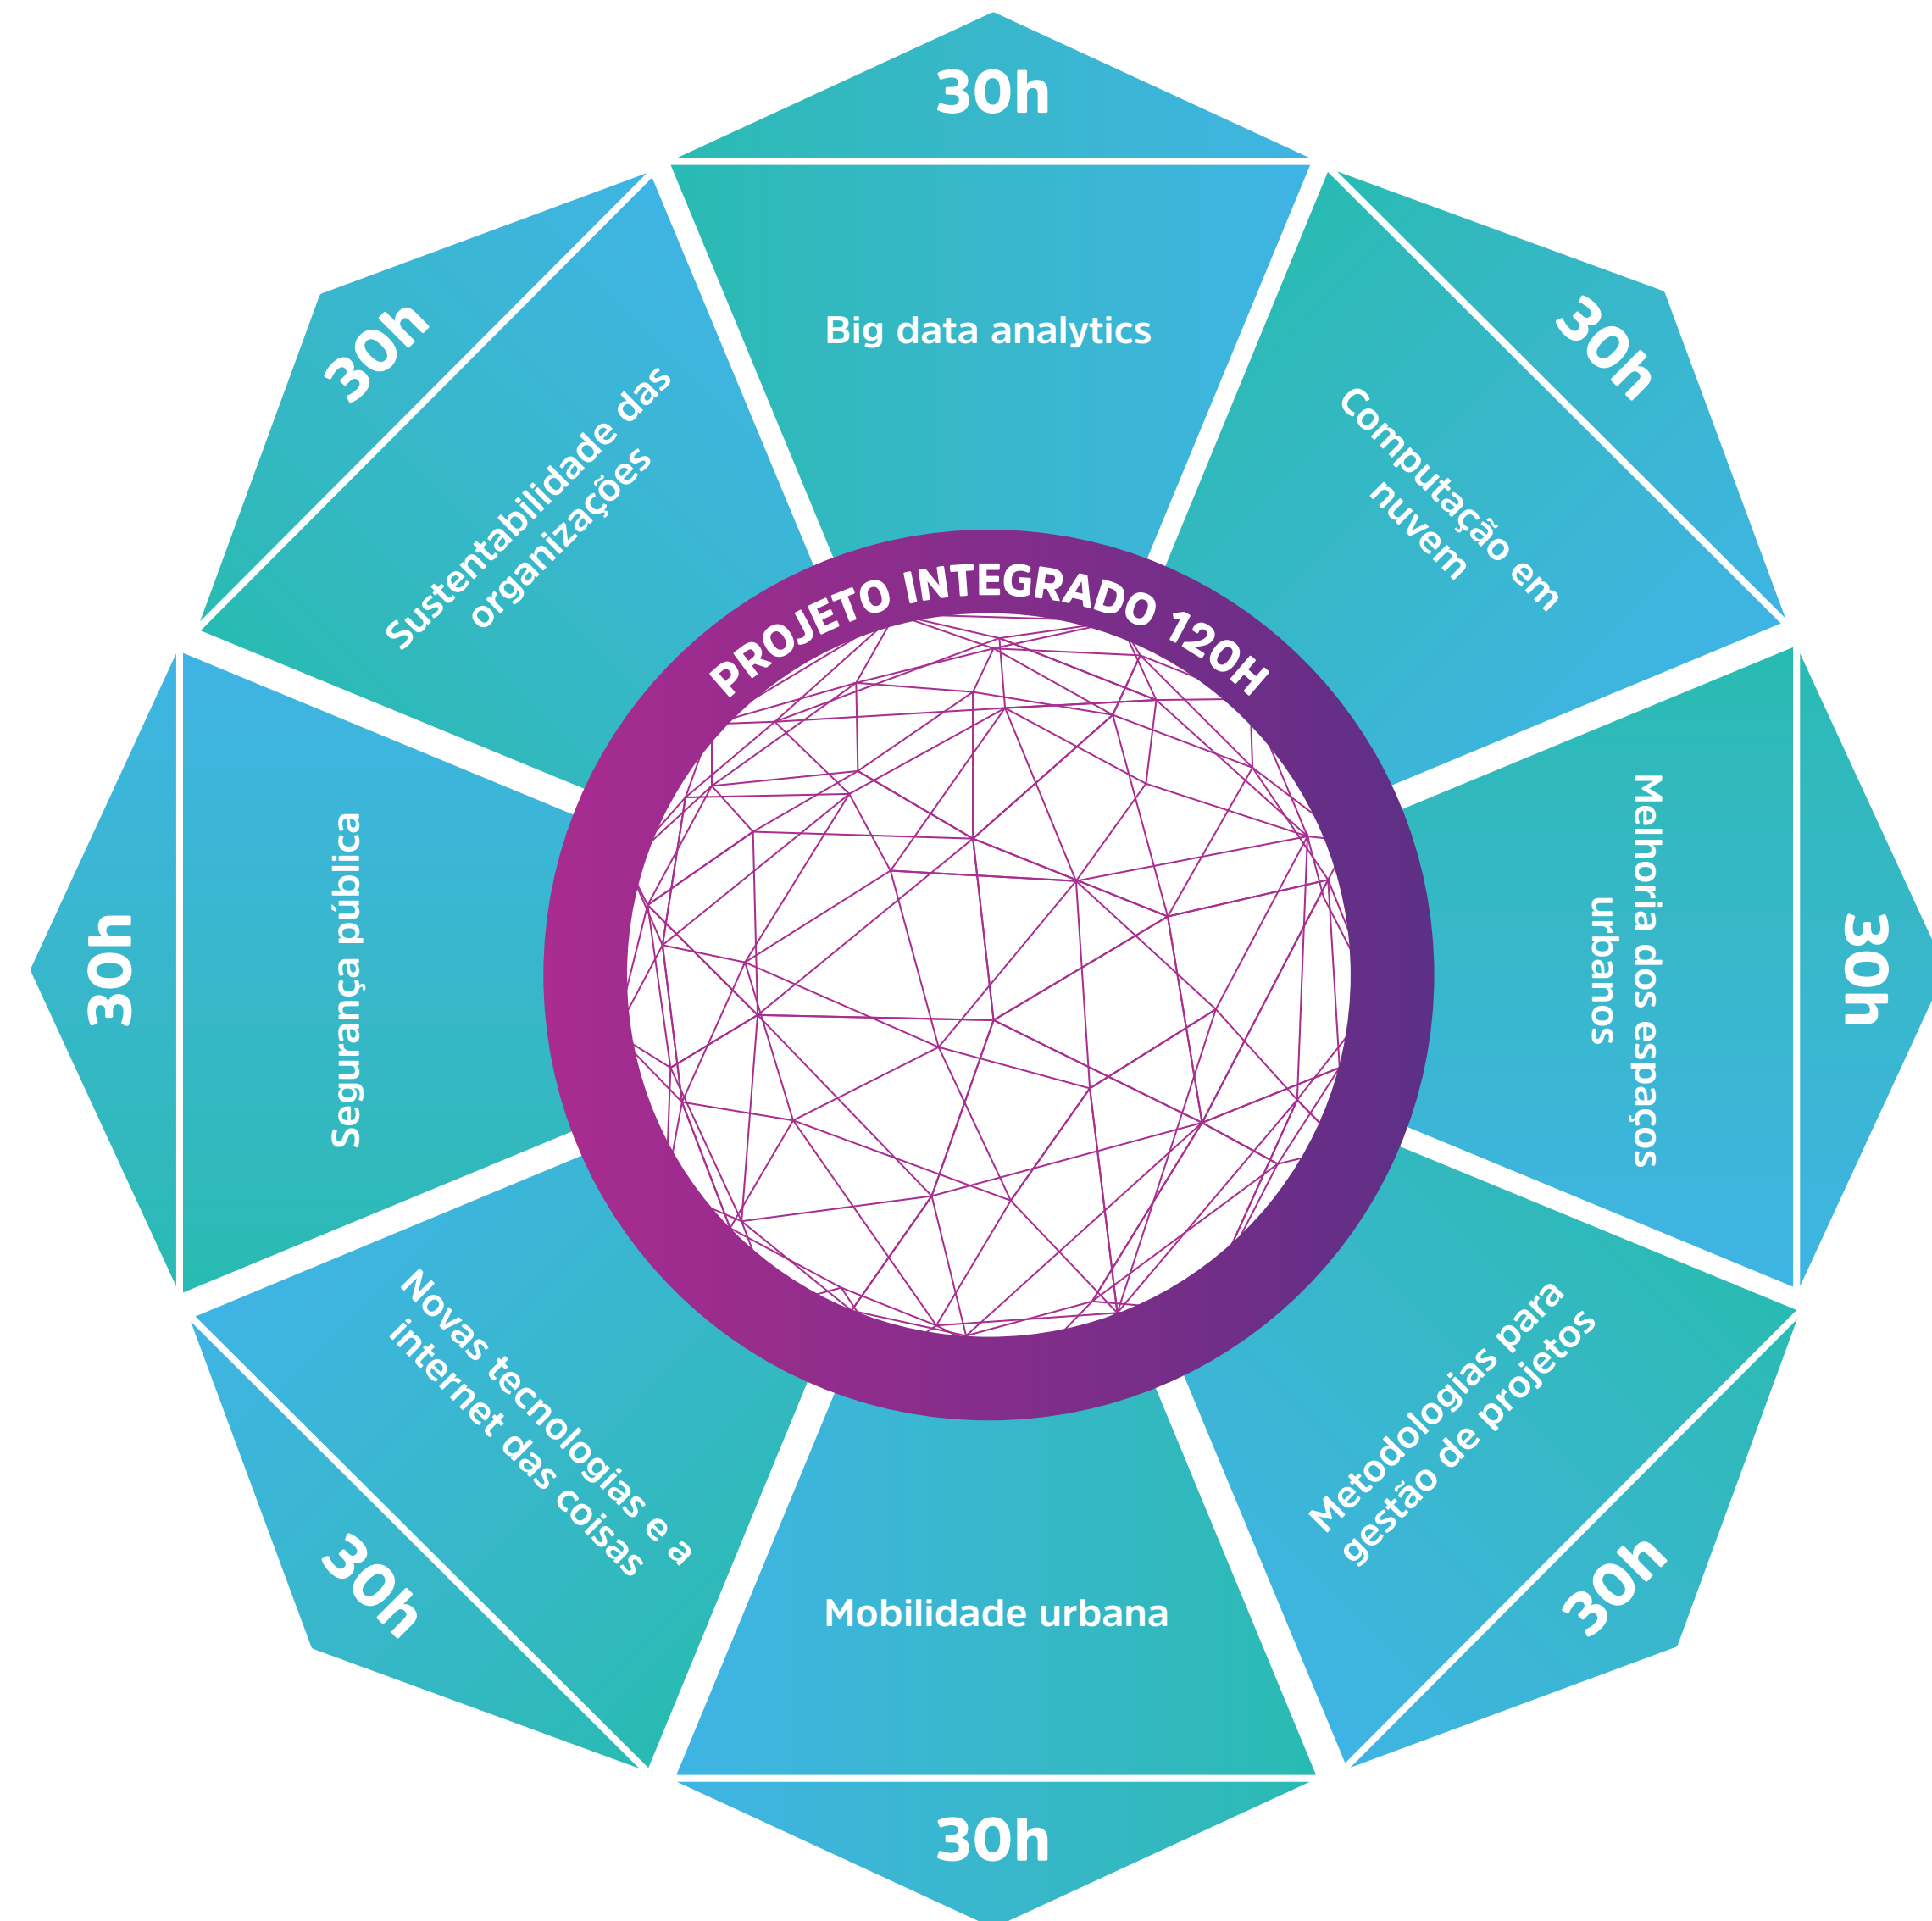 30h
Big data analytics
30h
Computação em
nuvem
30h
Melhoria dos espaços
urbanos
30h
Metodologias para
gestão de projetos
30h
Mobilidade urbana
30h
Novas tecnologias e a
internet das coisas
30h
Segurança pública
30h
Sustentabilidade das
organizações
PROJETO INTEGRADO 120H